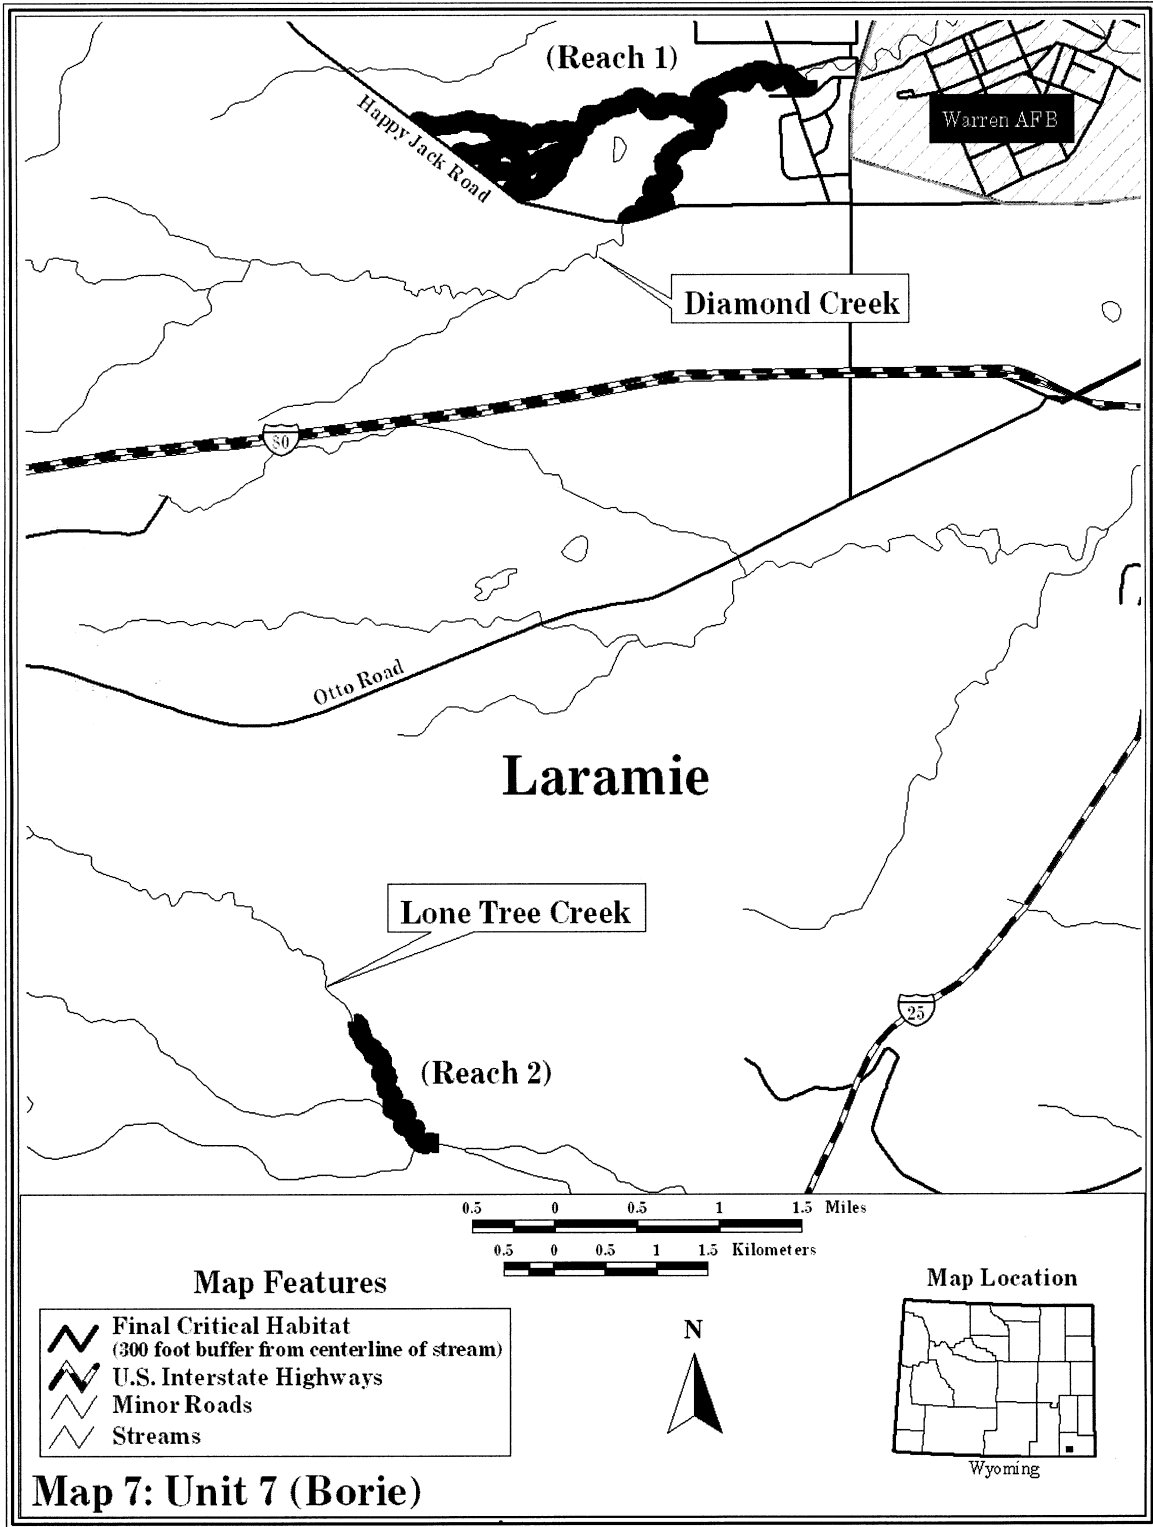 (Reach 1)
Happy Jack Road
Warren AFB
Diamond Creek
80
Otto Road
Laramie
Lone Tree Creek
25
(Reach 2)
0.5 0 0.5 1 1.5 Miles
0.5 0 0.5 1 1.5 Kilometers
Map Features
Final Critical Habitat
(300 foot buffer from centerline of stream)
U.S. Interstate Highways
Minor Roads
Streams
N
Map Location
Wyoming
Map 7: Unit 7 (Borie)